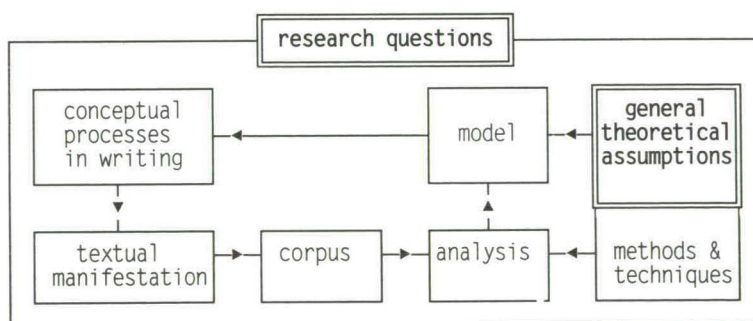 research questions
conceptual
processes
in writing
model
general
theoretical
assumptions
textual
manifestation
corpus
analysis
methods &
techniques